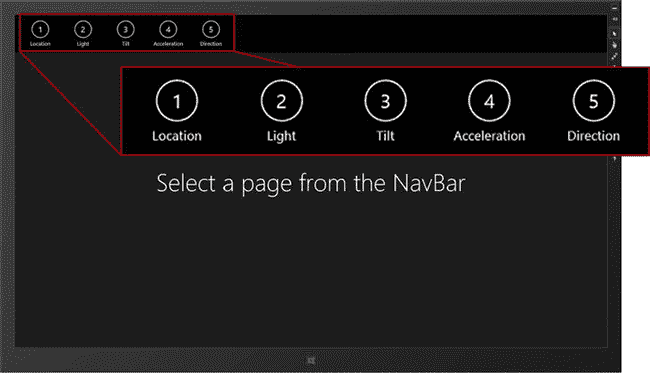 1 2 3 4 5
Location Light Tilt Acceleration Direction
1 2 3 4 5
Location Light Tilt Acceleration Direction
Select a page from the NavBar